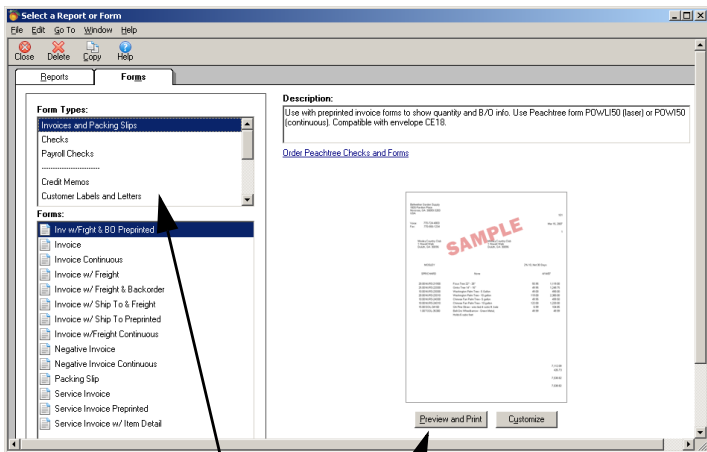 Select a Report or Form
File Edit Go To Window Help
Close Delete Copy Help
Reports Forms
Form Types:
Invoices and Packing Slips
Checks
Payroll Checks
------------------------
Credit Memos
Customer Labels and Letters
Forms:
Inv w/Frght & BO Preprinted
Invoice
Invoice Continuous
Invoice w/ Freight
Invoice w/ Freight & Backorder
Invoice w/ Ship To & Freight
Invoice w/ Ship To Preprinted
Invoice w/Freight Continuous
Negative Invoice
Negative Invoice Continuous
Packing Slip
Service Invoice
Service Invoice Preprinted
Service Invoice w/ Item Detail
Description:
Use with preprinted invoice forms to show quantity and B/O info. Use Peachtree form POWLI50 (laser) or POWI50
(continuous). Compatible with envelope CE18.
Order Peachtree Checks and Forms
SAMPLE
Preview and Print Customize